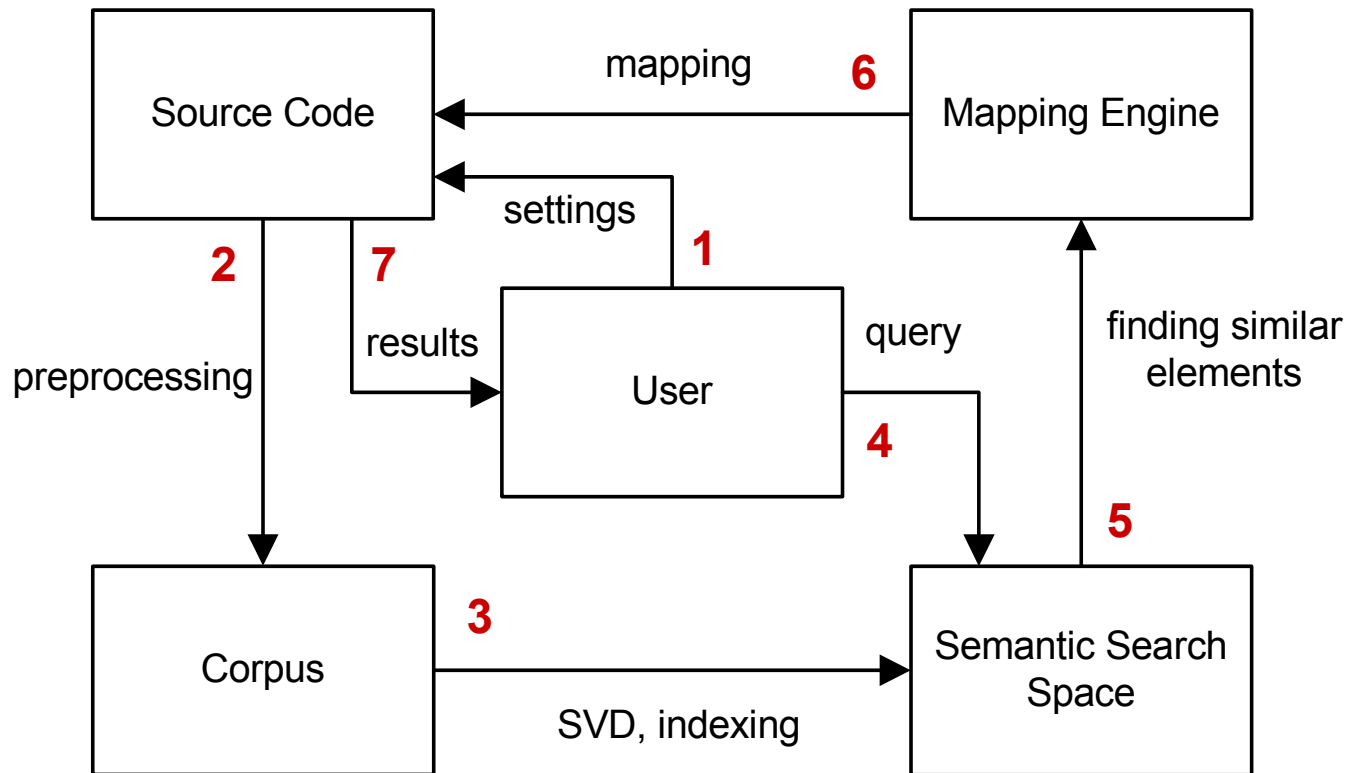 mapping
6
Source Code
Mapping Engine
settings
2
7
1
results
query
finding similar
elements
preprocessing
User
4
5
3
Corpus
Semantic Search
Space
SVD, indexing